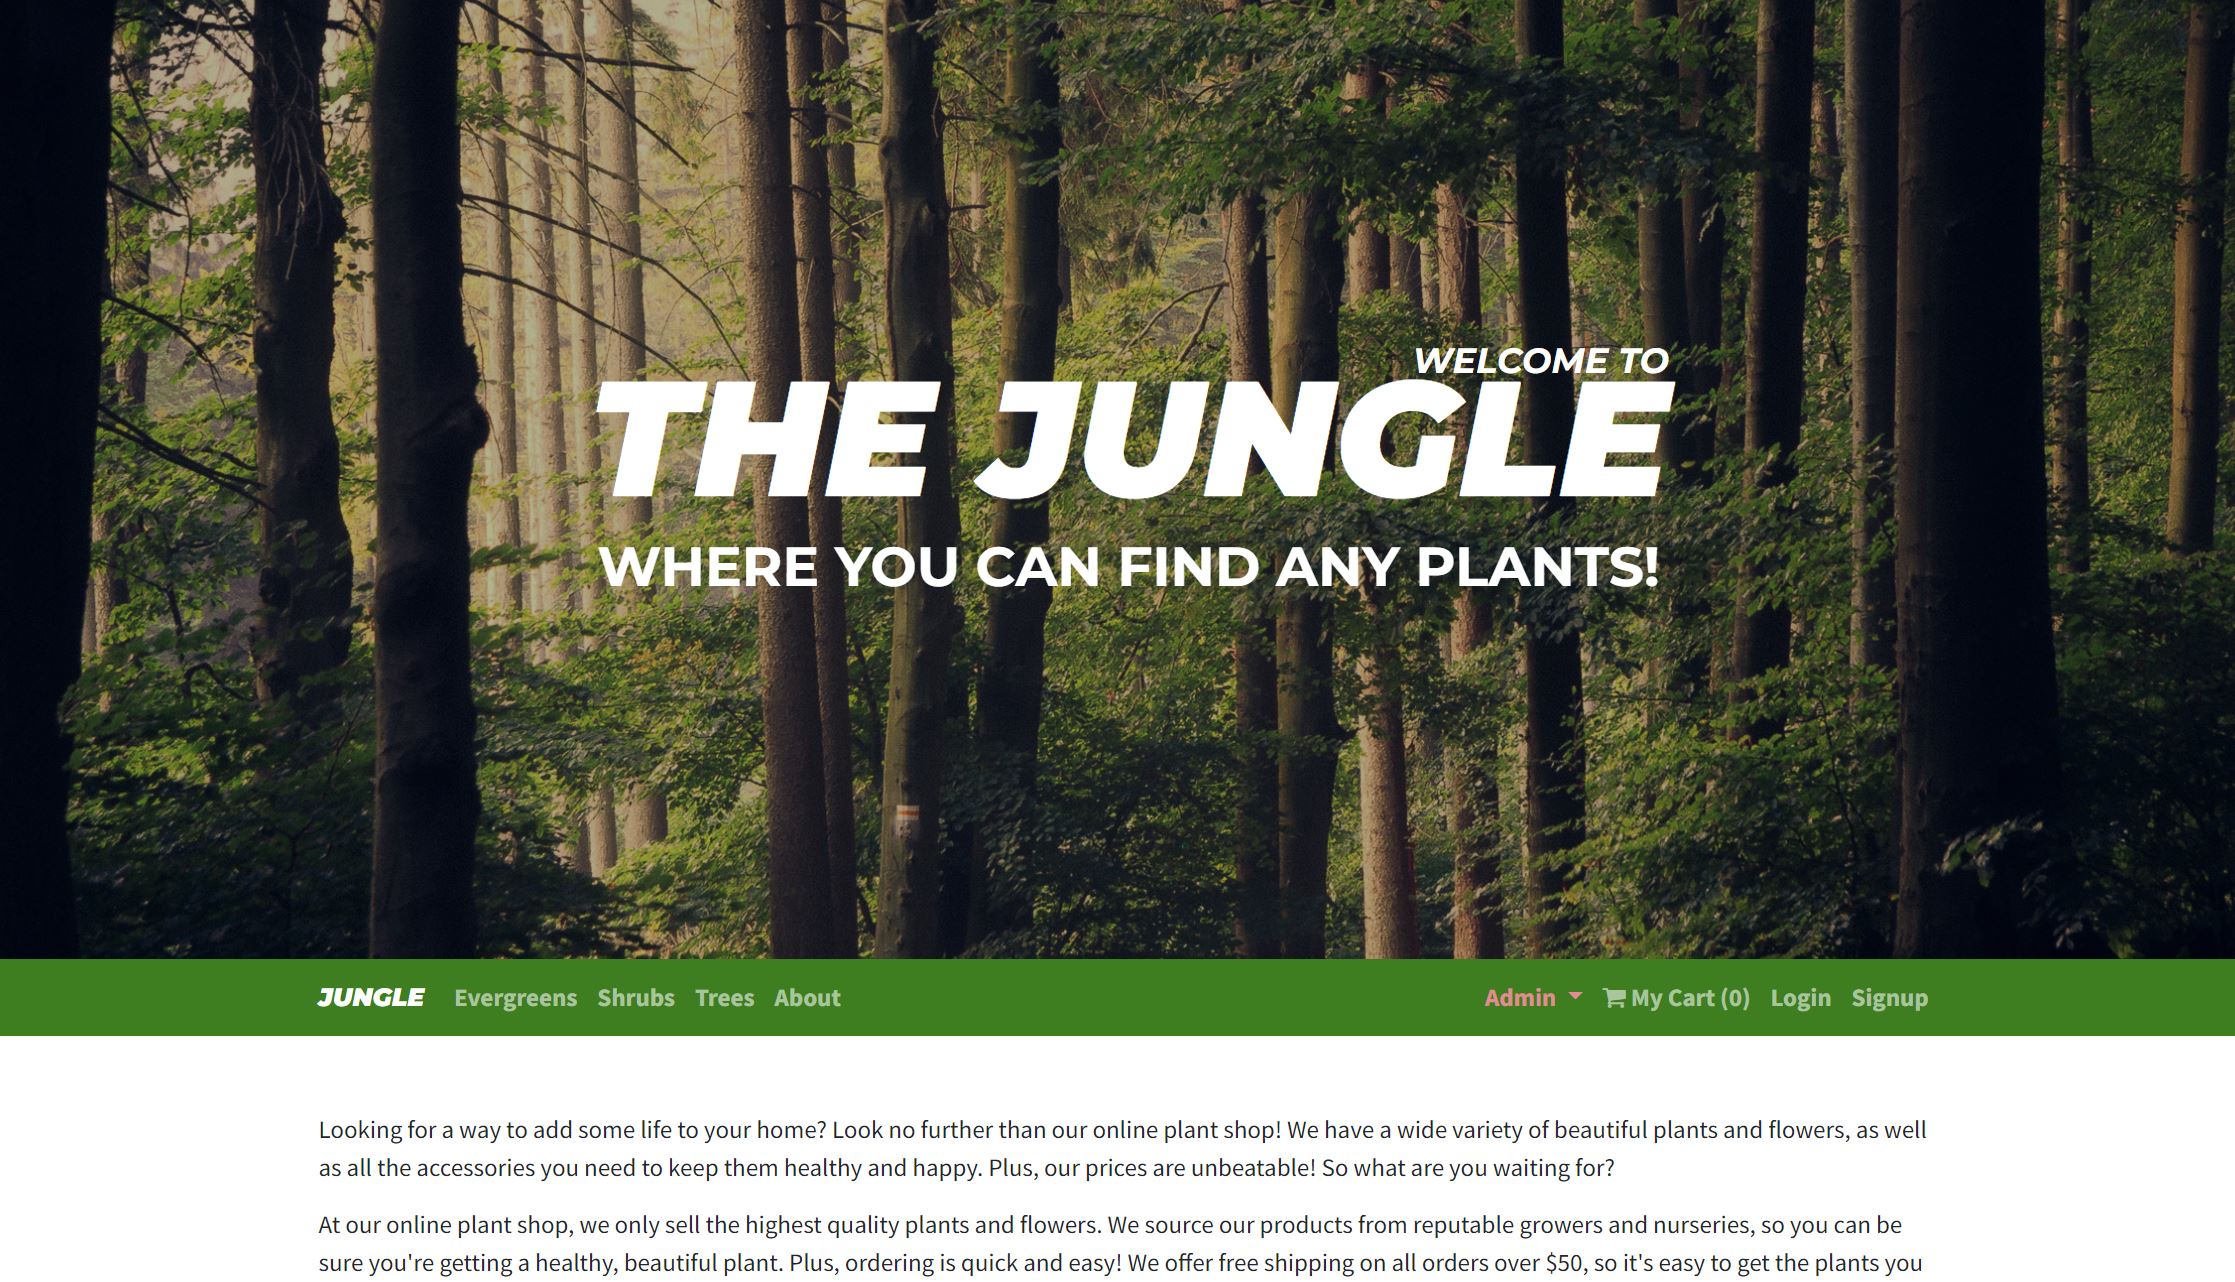 WELCOME TO
THE JUNGLE
WHERE YOU CAN FIND ANY PLANTS!
JUNGLE Evergreens Shrubs Trees About Admin My Cart (0) Login Signup
Looking for a way to add some life to your home? Look no further than our online plant shop! We have a wide variety of beautiful plants and flowers, as well
as all the accessories you need to keep them healthy and happy. Plus, our prices are unbeatable! So what are you waiting for?
At our online plant shop, we only sell the highest quality plants and flowers. We source our products from reputable growers and nurseries, so you can be
sure you're getting a healthy, beautiful plant. Plus, ordering is quick and easy! We offer free shipping on all orders over $50, so it's easy to get the plants you